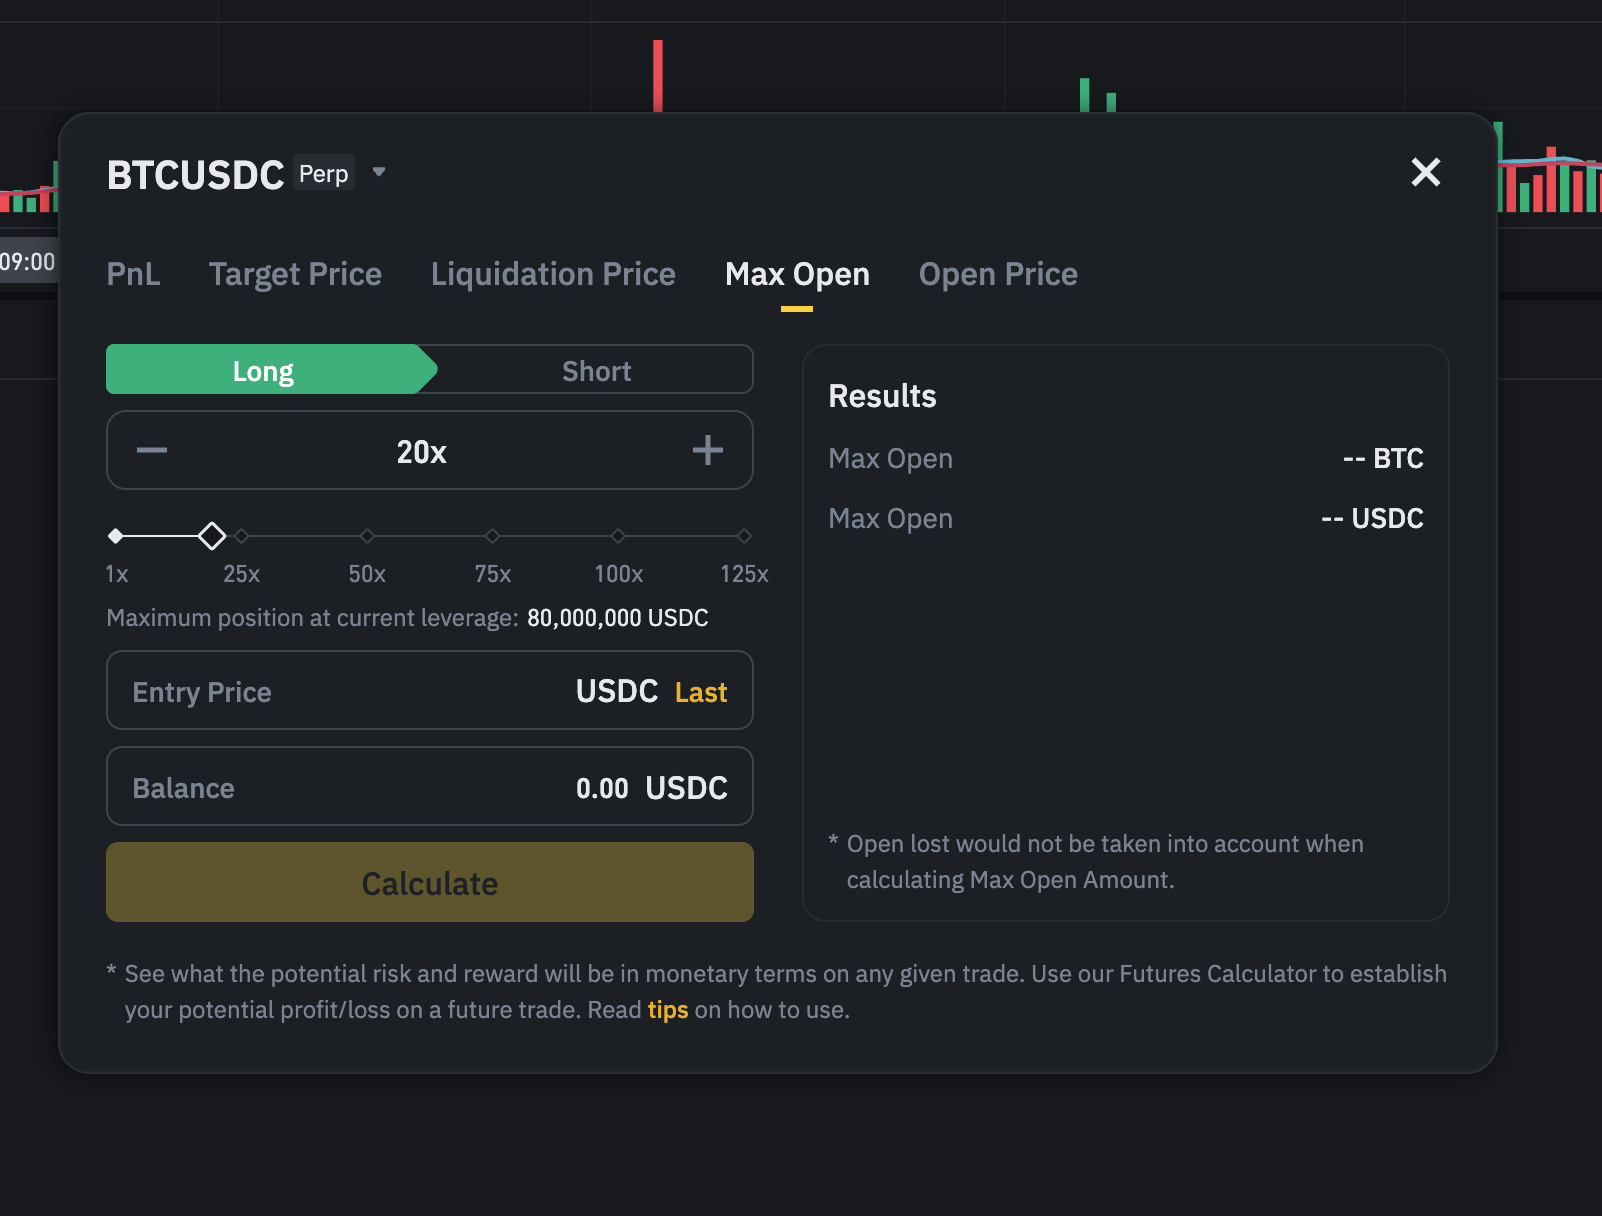 BTCUSDC Perp
09:00
PnL Target Price Liquidation Price Max Open Open Price
Long Short
20x
1x 25x 50x 75x 100x 125x
Maximum position at current leverage: 80,000,000 USDC
Entry Price USDC Last
Balance 0.00 USDC
Calculate
Results
Max Open -- BTC
Max Open -- USDC
* Open lost would not be taken into account when
calculating Max Open Amount.
* See what the potential risk and reward will be in monetary terms on any given trade. Use our Futures Calculator to establish
your potential profit/loss on a future trade. Read tips on how to use.